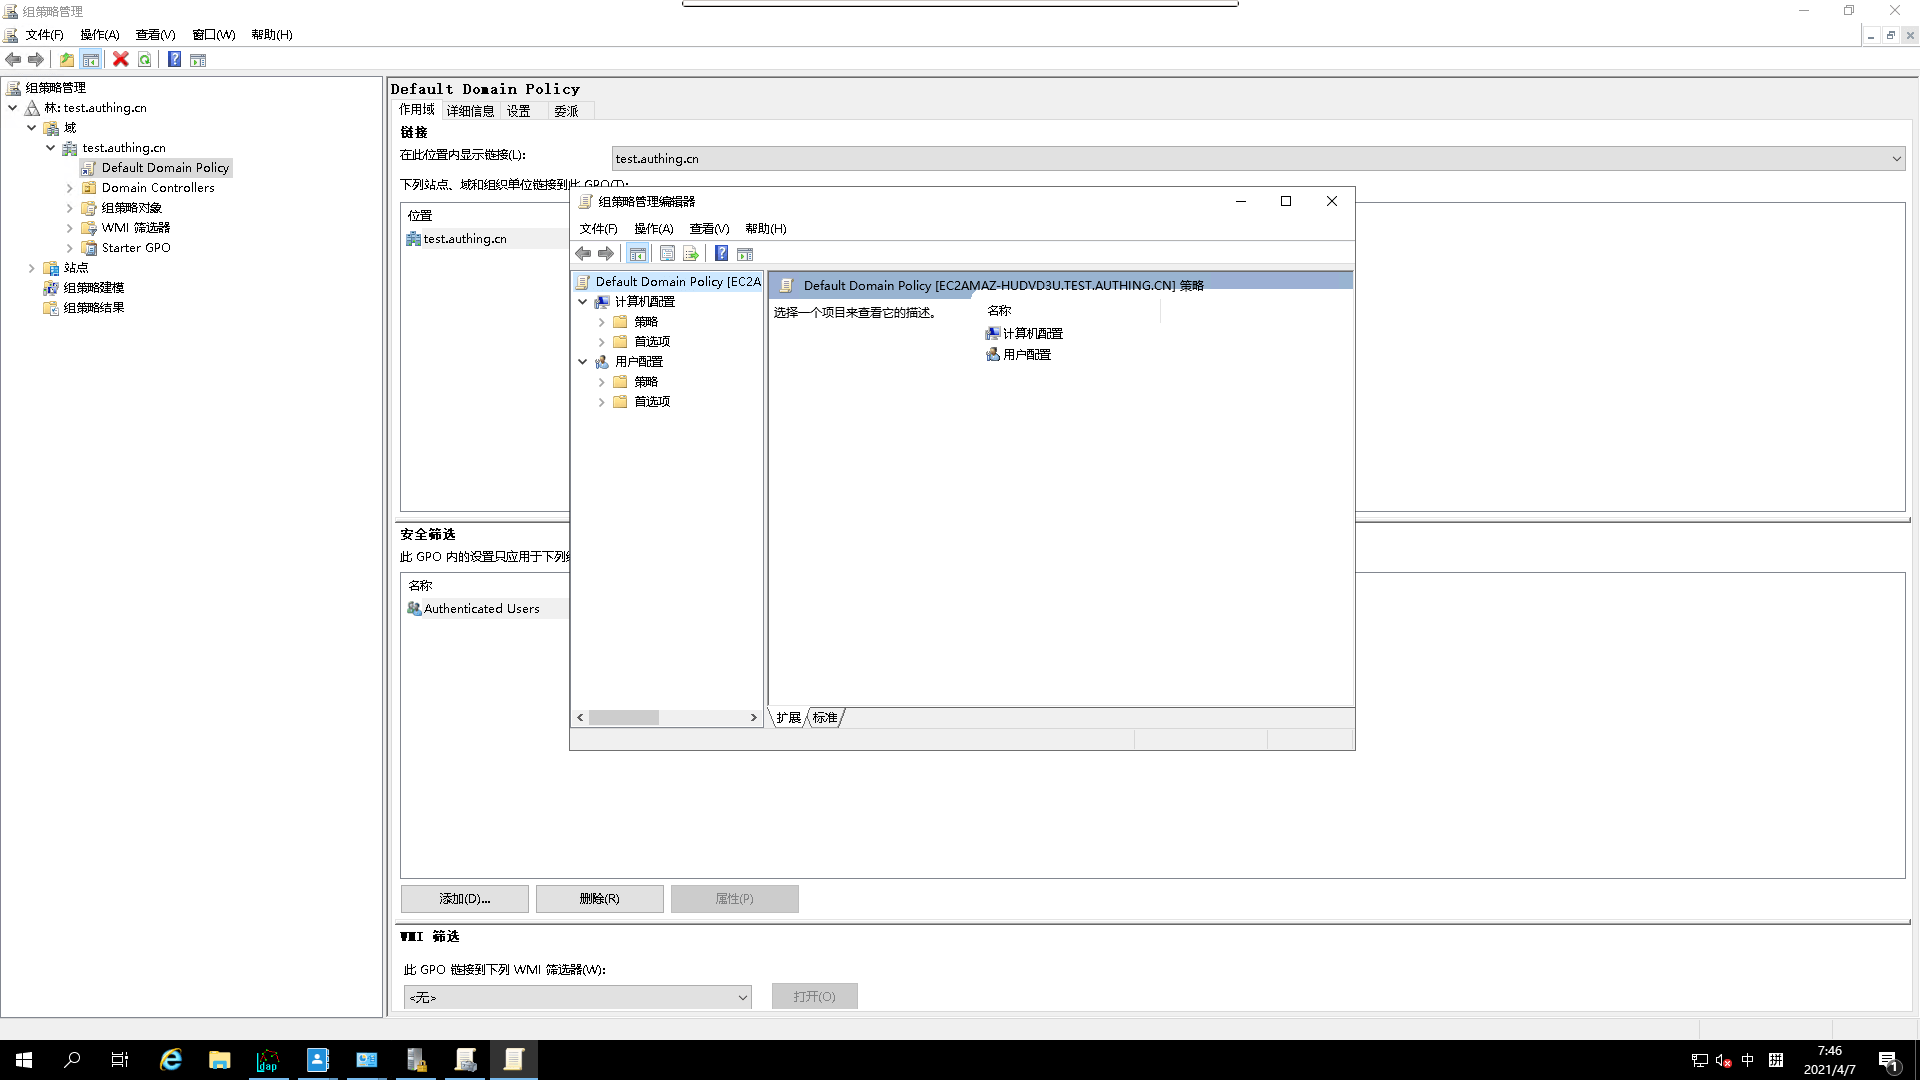 组策略管理
文件(F) 操作(A) 查看(V) 窗口(W) 帮助(H)
组策略管理
林: test.authing.cn
域
test.authing.cn
Default Domain Policy
Domain Controllers
组策略对象
WMI 筛选器
Starter GPO
站点
组策略建模
组策略结果
Default Domain Policy
作用域 详细信息 设置 委派
链接
在此位置内显示链接(L): test.authing.cn
下列站点、域和组织单位链接到此 GPO(T):
位置
test.authing.cn
组策略管理编辑器
文件(F) 操作(A) 查看(V) 帮助(H)
Default Domain Policy [EC2A
计算机配置
策略
首选项
用户配置
策略
首选项
Default Domain Policy [EC2AMAZ-HUDVD3U.TEST.AUTHING.CN] 策略
选择一个项目来查看它的描述。
名称
计算机配置
用户配置
扩展 标准
安全筛选
此 GPO 内的设置只应用于下列
名称
Authenticated Users
添加(D)... 删除(R) 属性(P)
WMI 筛选
此 GPO 链接到下列 WMI 筛选器(W):
<无> 打开(O)
dap
中 拼
7:46
2021/4/7
1